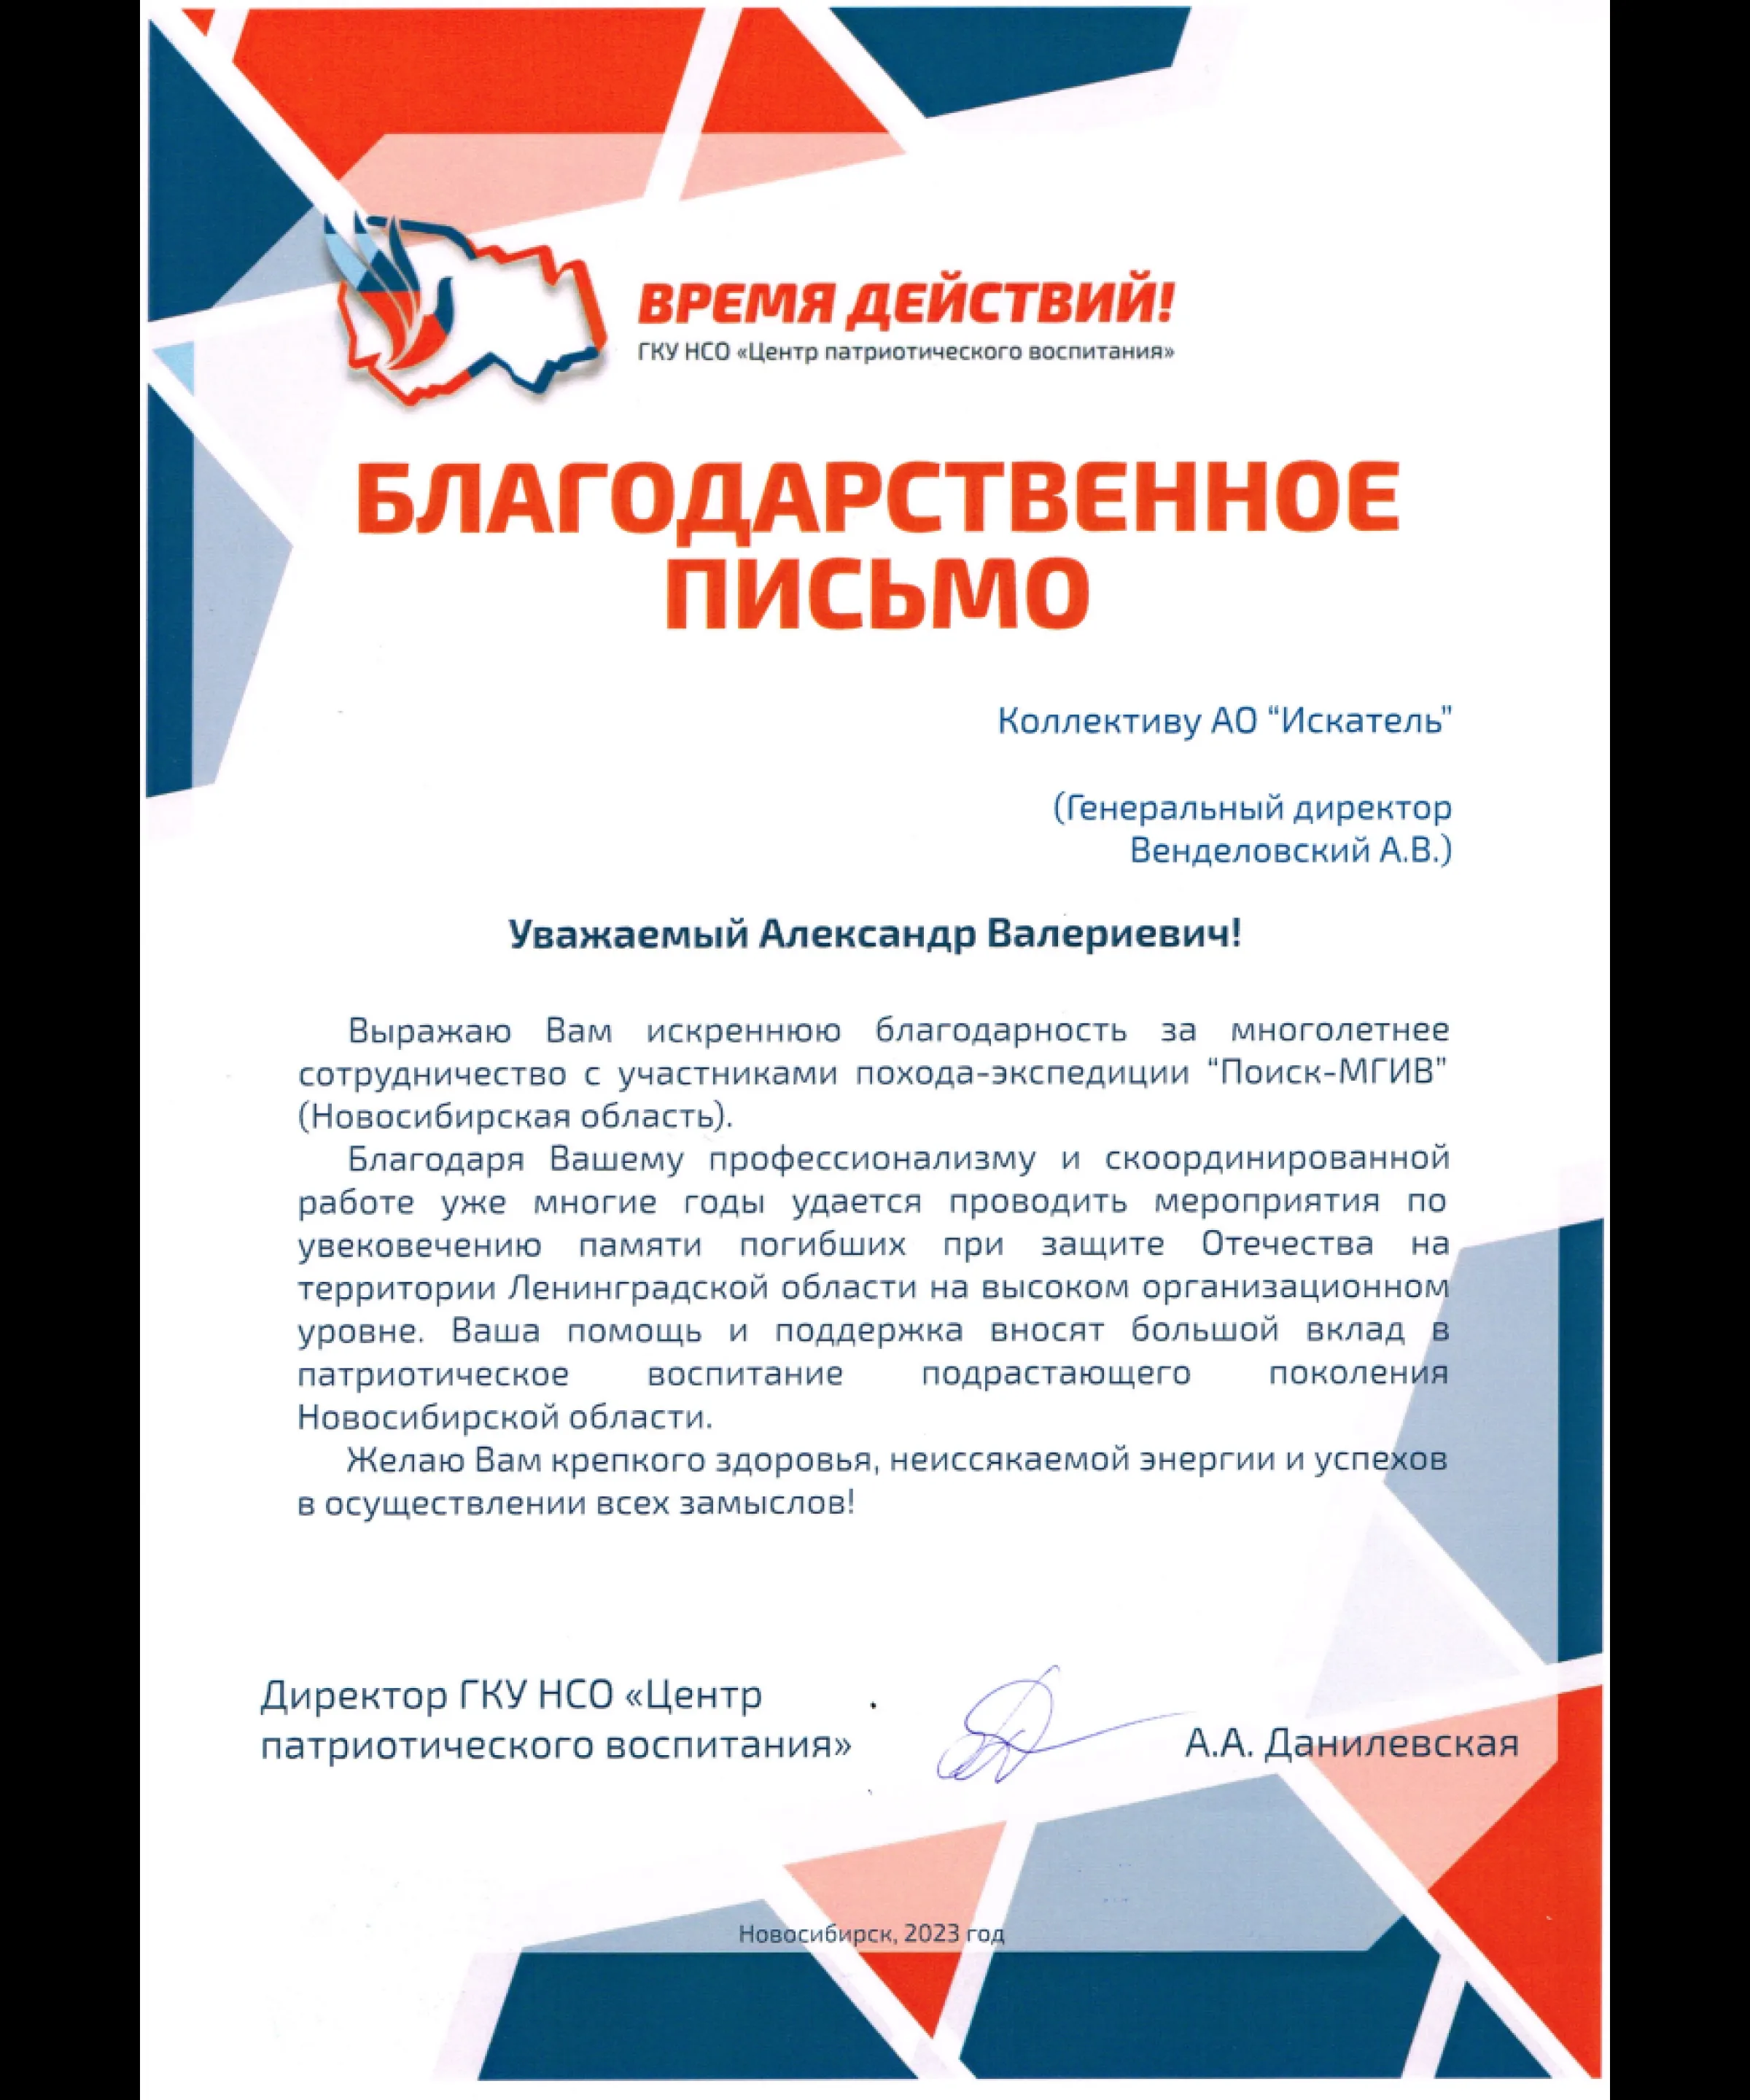 ВРЕМЯ ДЕЙСТВИЙ!
ГКУ НСО «Центр патриотического воспитания»
БЛАГОДАРСТВЕННОЕ
ПИСЬМО
Коллективу АО “Искатель”
(Генеральный директор
Венделовский А.В.)
Уважаемый Александр Валериевич!
Выражаю Вам искреннюю благодарность за многолетнее
сотрудничество с участниками похода-экспедиции “Поиск-МГИВ”
(Новосибирская область).
Благодаря Вашему профессионализму и скоординированной
работе уже многие годы удается проводить мероприятия по
увековечению памяти погибших при защите Отечества на
территории Ленинградской области на высоком организационном
уровне. Ваша помощь и поддержка вносят большой вклад в
патриотическое воспитание подрастающего поколения
Новосибирской области.
Желаю Вам крепкого здоровья, неиссякаемой энергии и успехов
в осуществлении всех замыслов!
Директор ГКУ НСО «Центр
патриотического воспитания»
А.А. Данилевская
Новосибирск, 2023 год